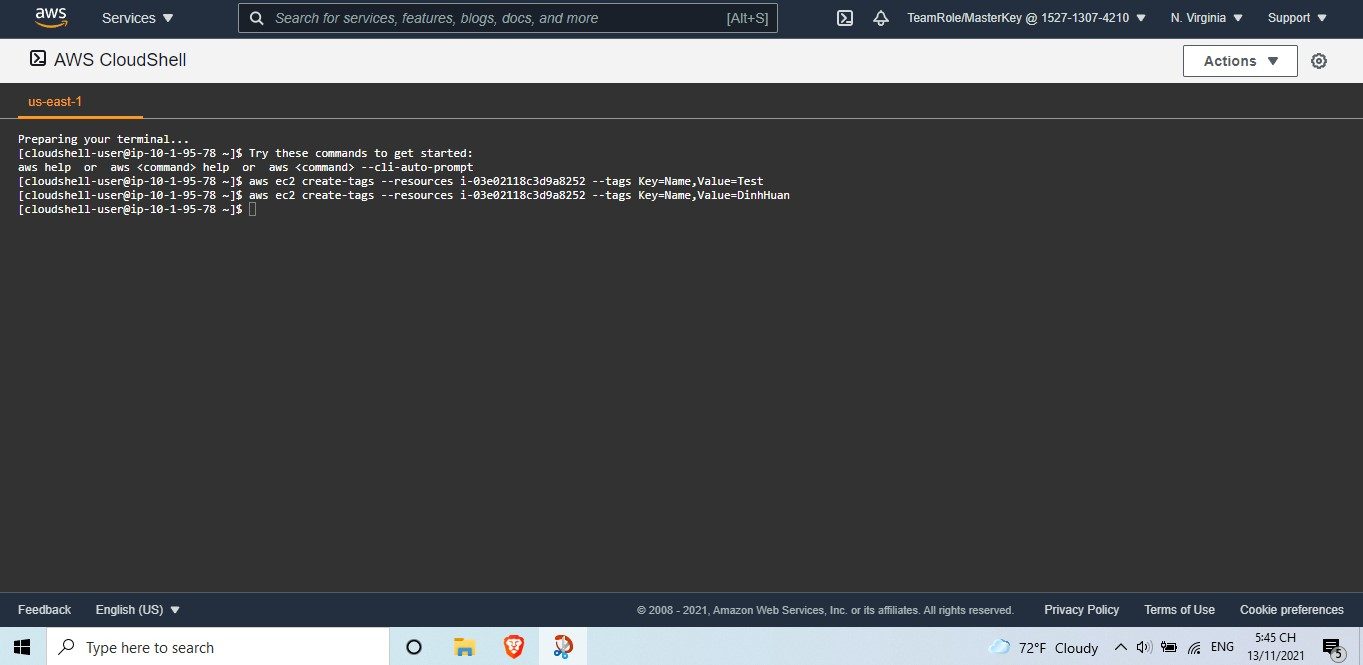 aws Services Search for services, features, blogs, docs, and more [Alt+S] TeamRole/MasterKey @ 1527-1307-4210 N. Virginia Support
AWS CloudShell Actions
us-east-1
Preparing your terminal...
[cloudshell-user@ip-10-1-95-78 ~]$ Try these commands to get started:
aws help or aws <command> help or aws <command> --cli-auto-prompt
[cloudshell-user@ip-10-1-95-78 ~]$ aws ec2 create-tags --resources i-03e02118c3d9a8252 --tags Key=Name,Value=Test
[cloudshell-user@ip-10-1-95-78 ~]$ aws ec2 create-tags --resources i-03e02118c3d9a8252 --tags Key=Name,Value=DinhHuan
[cloudshell-user@ip-10-1-95-78 ~]$
Feedback English (US) © 2008 - 2021, Amazon Web Services, Inc. or its affiliates. All rights reserved. Privacy Policy Terms of Use Cookie preferences
Type here to search 72°F Cloudy ENG 5:45 CH
13/11/2021 5